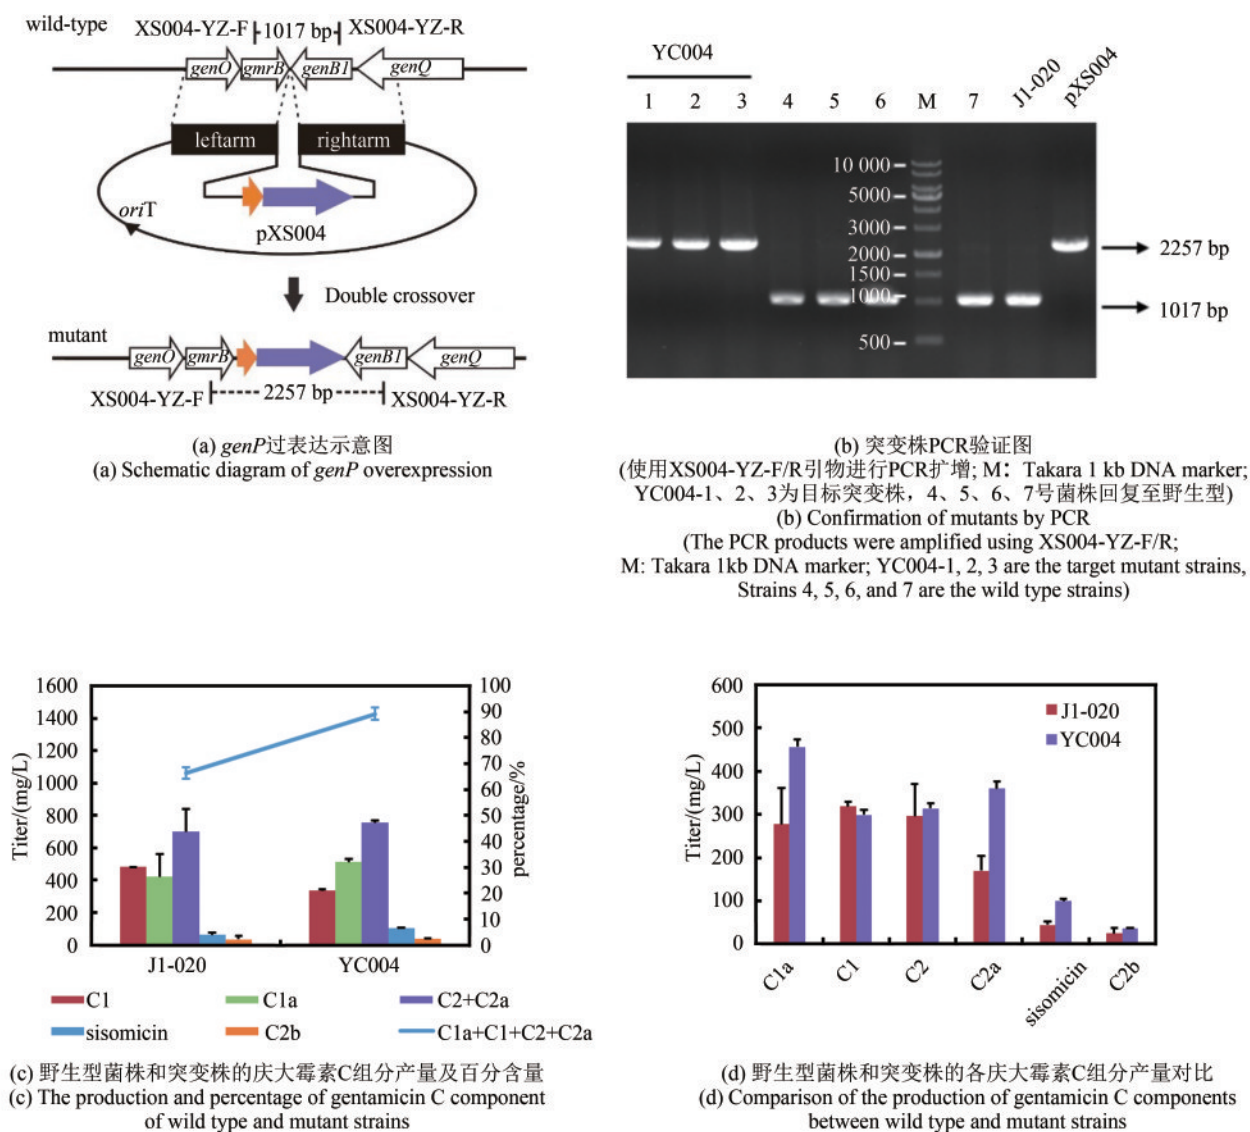 wild-type
XS004-YZ-F
1017 bp
XS004-YZ-R
genO
gmrB
genB1
genQ
leftarm
rightarm
oriT
pXS004
Double crossover
mutant
genO
gmrB
genB1
genQ
XS004-YZ-F
2257 bp
XS004-YZ-R
(a) genP过表达示意图
(a) Schematic diagram of genP overexpression
YC004
1 2 3 4 5 6 M 7 J1-020 pXS004
10 000
5000
3000
2000
1500
1000
500
2257 bp
1017 bp
(b) 突变株PCR验证图
(使用XS004-YZ-F/R引物进行PCR扩增; M：Takara 1 kb DNA marker;
YC004-1、2、3为目标突变株，4、5、6、7号菌株回复至野生型)
(b) Confirmation of mutants by PCR
(The PCR products were amplified using XS004-YZ-F/R;
M: Takara 1kb DNA marker; YC004-1, 2, 3 are the target mutant strains,
Strains 4, 5, 6, and 7 are the wild type strains)
Titer/(mg/L)
1600
1400
1200
1000
800
600
400
200
0
100
90
80
70
60
50
40
30
20
10
0
percentage/%
J1-020
YC004
C1
C1a
C2+C2a
sisomicin
C2b
C1a+C1+C2+C2a
(c) 野生型菌株和突变株的庆大霉素C组分产量及百分含量
(c) The production and percentage of gentamicin C component
of wild type and mutant strains
Titer/(mg/L)
600
500
400
300
200
100
0
J1-020
YC004
C1a
C1
C2
C2a
sisomicin
C2b
(d) 野生型菌株和突变株的各庆大霉素C组分产量对比
(d) Comparison of the production of gentamicin C components
between wild type and mutant strains